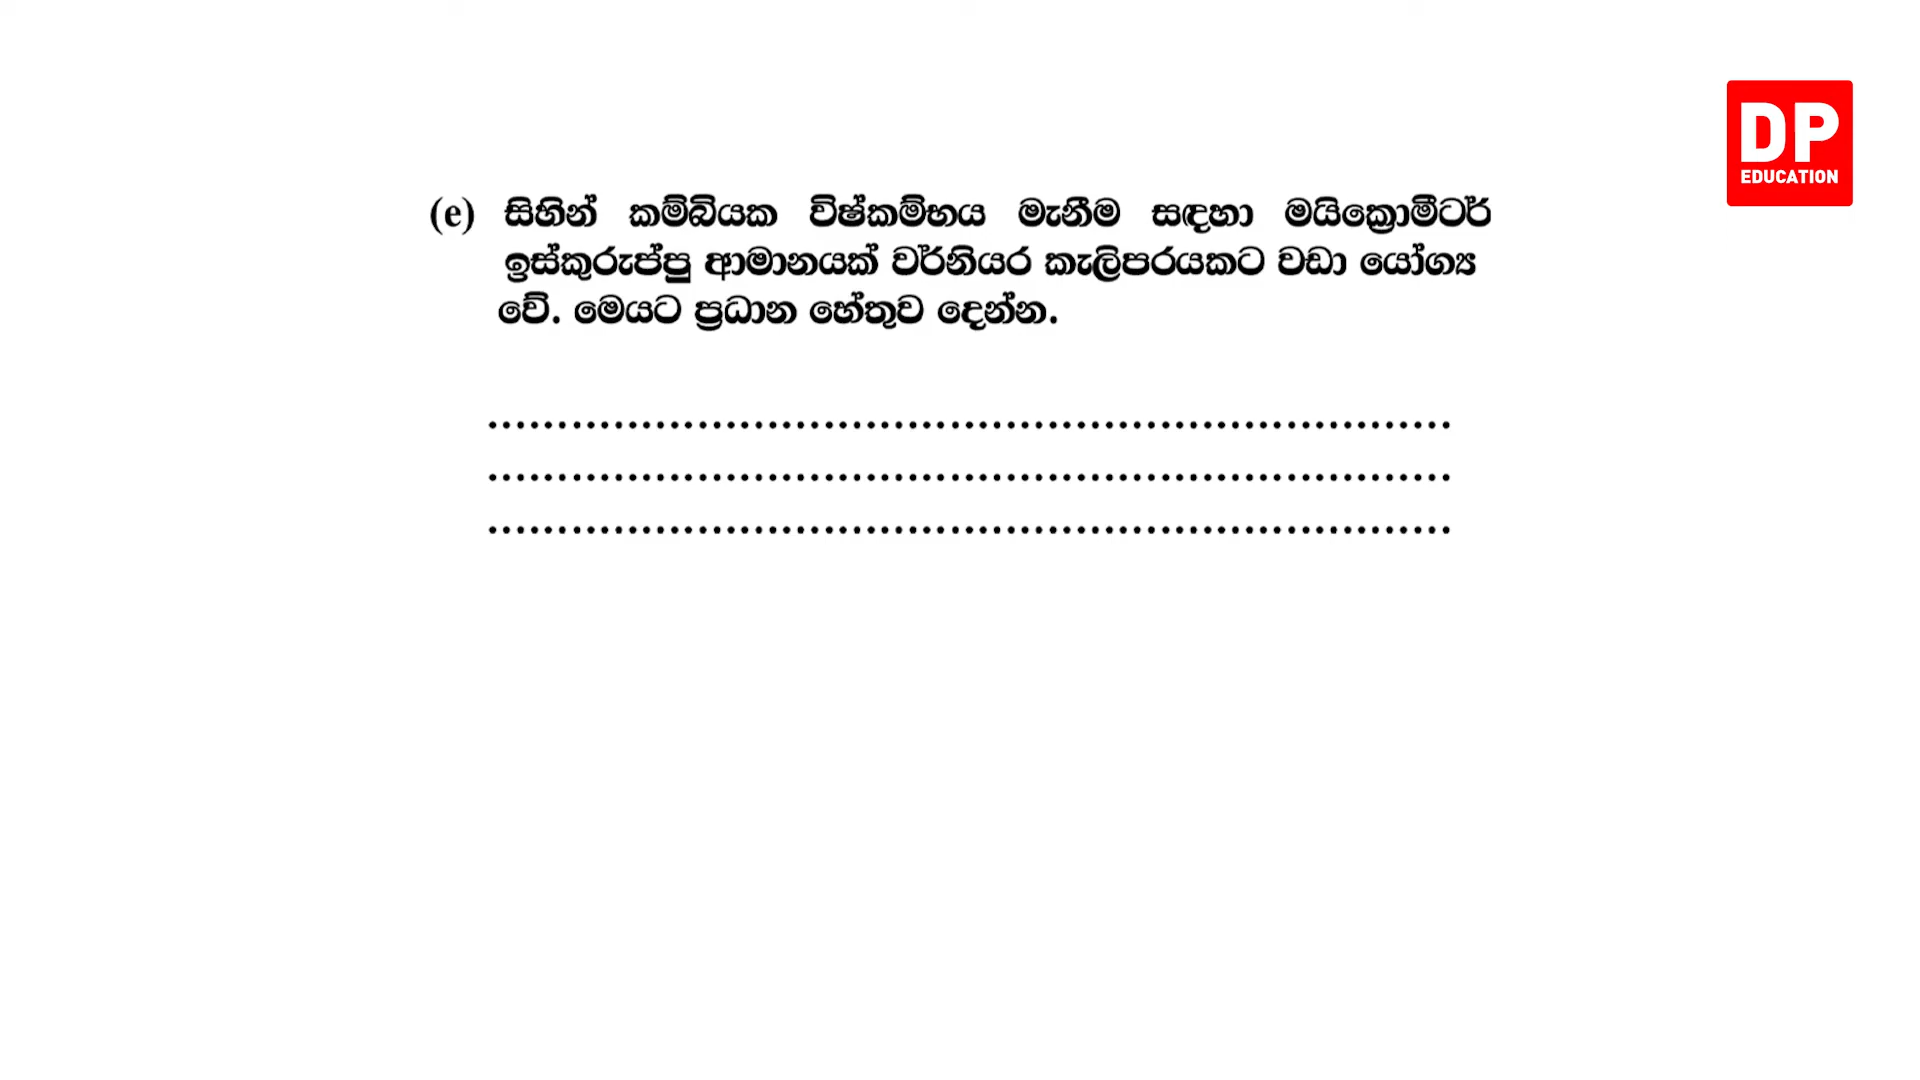 DP
EDUCATION
(e) සිහින් කම්බියක විෂ්කම්භය මැනීම සඳහා මයික්‍රොමීටර්
ඉස්කුරුප්පු ආමානයක් වර්නියර කැලිපරයකට වඩා යෝග්‍ය
වේ. මෙයට ප්‍රධාන හේතුව දෙන්න.
.....................................................................
.....................................................................
.....................................................................